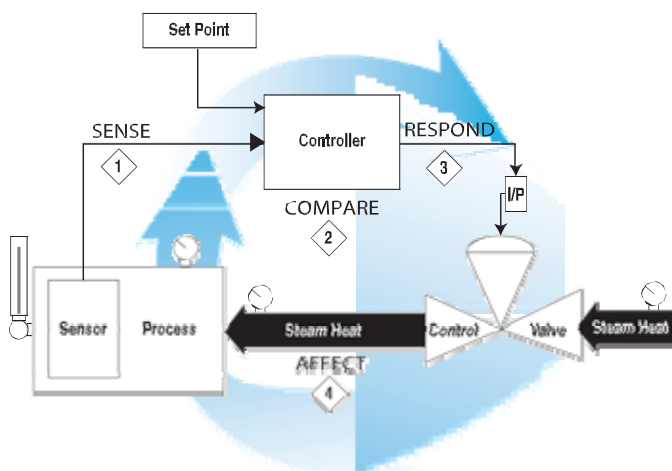 Set Point
SENSE
1
Controller
RESPOND
3
I/P
COMPARE
2
Sensor
Process
Steam Heat
Control
Valve
Steam Heat
AFFECT
4